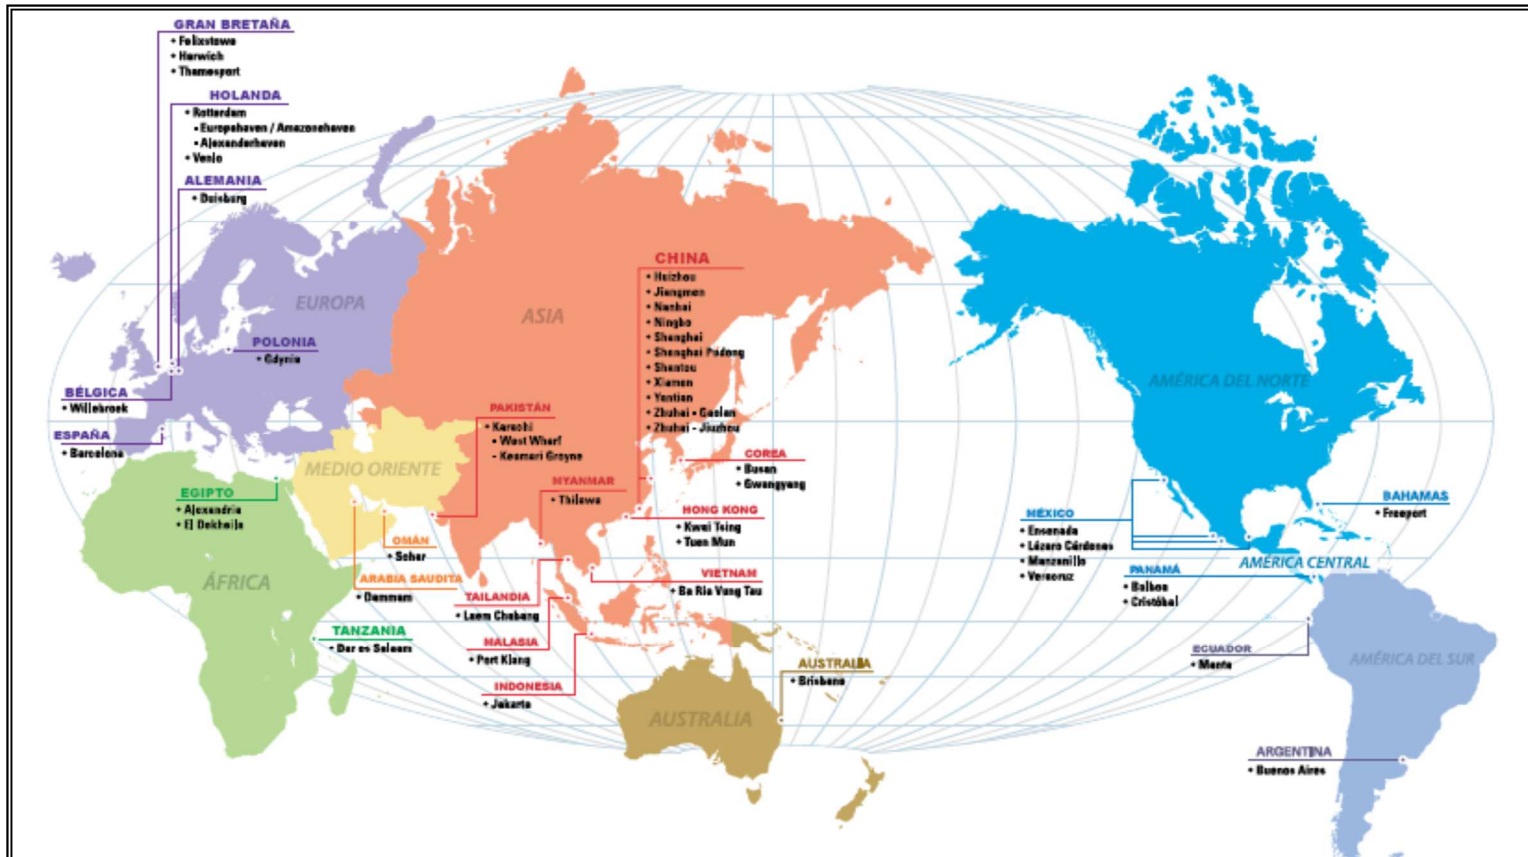 GRAN BRETAÑA
• Felixstowe
• Harwich
• Thamesport
HOLANDA
• Rotterdam
• Europahaven / Amazonehaven
• Alexanderhaven
• Venlo
ALEMANIA
• Duisburg
EUROPA
POLONIA
• Gdynia
BÉLGICA
• Willebroek
ESPAÑA
• Barcelona
ASIA
CHINA
• Huizhou
• Jiangmen
• Nanhai
• Ningbo
• Shanghai
• Shanghai Pudong
• Shantou
• Xiamen
• Yantian
• Zhuhai - Gaolan
• Zhuhai - Jiuzhou
PAKISTÁN
• Karachi
• West Wharf
- Keamari Groyne
MEDIO ORIENTE
MYANMAR
• Thilawa
COREA
• Busan
• Gwangyang
HONG KONG
• Kwai Tsing
• Tuen Mun
EGIPTO
• Alexandria
• El Dekheila
OMÁN
• Sohar
ARABIA SAUDITA
• Dammam
ÁFRICA
TANZANIA
• Dar es Salaam
TAILANDIA
• Laem Chabang
VIETNAM
• Ba Ria Vung Tau
MALASIA
• Port Klang
INDONESIA
• Jakarta
AUSTRALIA
• Brisbane
AUSTRALIA
AMÉRICA DEL NORTE
MÉXICO
• Ensenada
• Lázaro Cárdenas
• Manzanillo
• Veracruz
BAHAMAS
• Freeport
AMÉRICA CENTRAL
PANAMÁ
• Balboa
• Cristóbal
ECUADOR
• Manta
AMÉRICA DEL SUR
ARGENTINA
• Buenos Aires